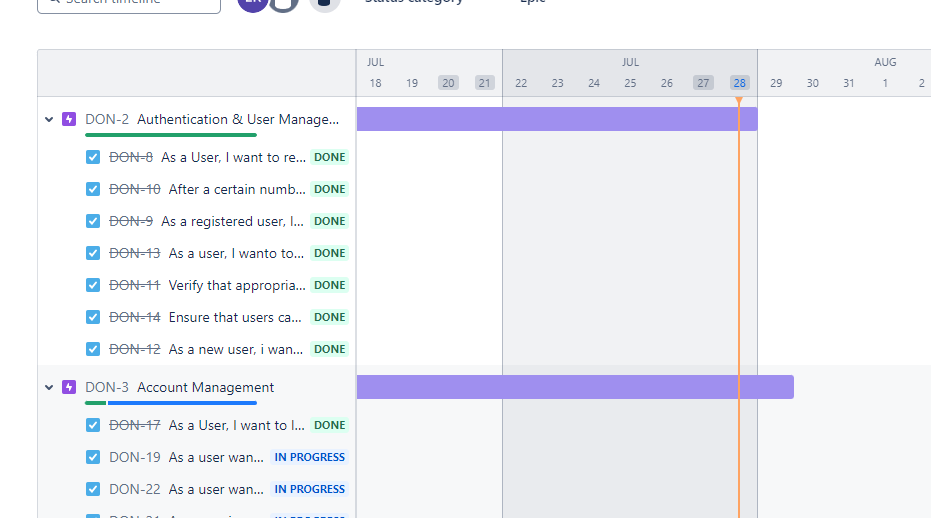 Search timeline Status category Epic
JUL JUL AUG
18 19 20 21 22 23 24 25 26 27 28 29 30 31 1 2
DON-2 Authentication & User Manage...
DON-8 As a User, I want to re... DONE
DON-10 After a certain numb... DONE
DON-9 As a registered user, I... DONE
DON-13 As a user, I wanto to... DONE
DON-11 Verify that appropria... DONE
DON-14 Ensure that users ca... DONE
DON-12 As a new user, i wan... DONE
DON-3 Account Management
DON-17 As a User, I want to l... DONE
DON-19 As a user wan... IN PROGRESS
DON-22 As a user wan... IN PROGRESS